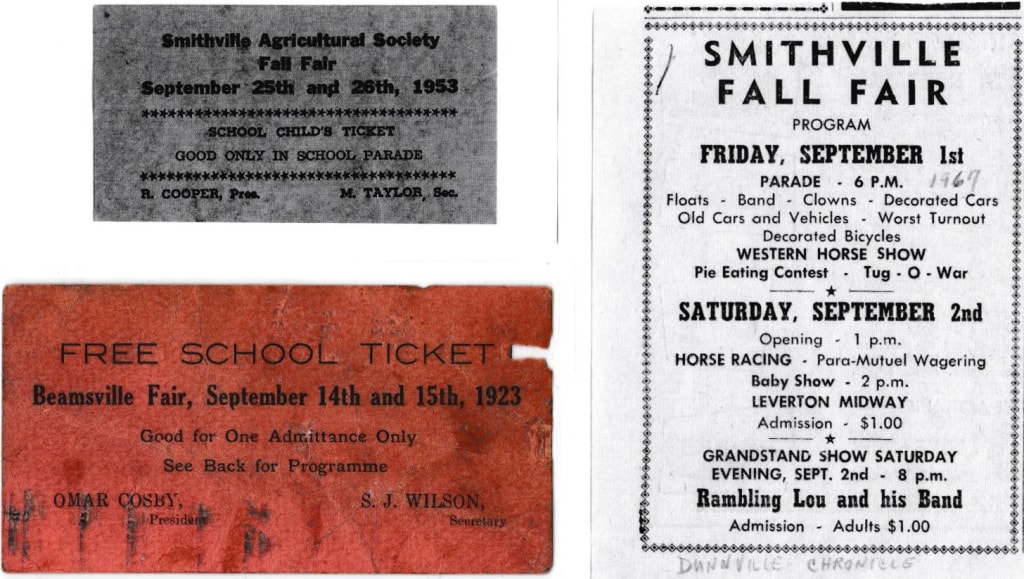 Smithville Agricultural Society
Fall Fair
September 25th and 26th, 1953
SCHOOL CHILD'S TICKET
GOOD ONLY IN SCHOOL PARADE
R. COOPER, Pres. M. TAYLOR, Sec.
FREE SCHOOL TICKET
Beamsville Fair, September 14th and 15th, 1923
Good for One Admittance Only
See Back for Programme
OMAR COSBY, S. J. WILSON,
President Secretary
SMITHVILLE
FALL FAIR
PROGRAM
FRIDAY, SEPTEMBER 1st
PARADE - 6 P.M. 1967
Floats - Band - Clowns - Decorated Cars
Old Cars and Vehicles - Worst Turnout
Decorated Bicycles
WESTERN HORSE SHOW
Pie Eating Contest - Tug - O - War
SATURDAY, SEPTEMBER 2nd
Opening - 1 p.m.
HORSE RACING - Para-Mutuel Wagering
Baby Show - 2 p.m.
LEVERTON MIDWAY
Admission - $1.00
GRANDSTAND SHOW SATURDAY
EVENING, SEPT. 2nd - 8 p.m.
Rambling Lou and his Band
Admission - Adults $1.00
DUNNVILLE CHRONICLE